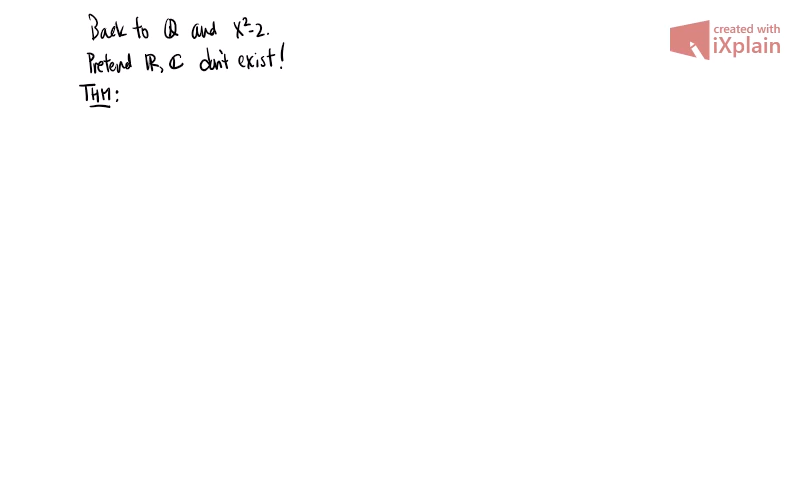 Back to ℚ and x²-2.
Pretend ℝ, ℂ don't exist!
THM:
created with
iXplain